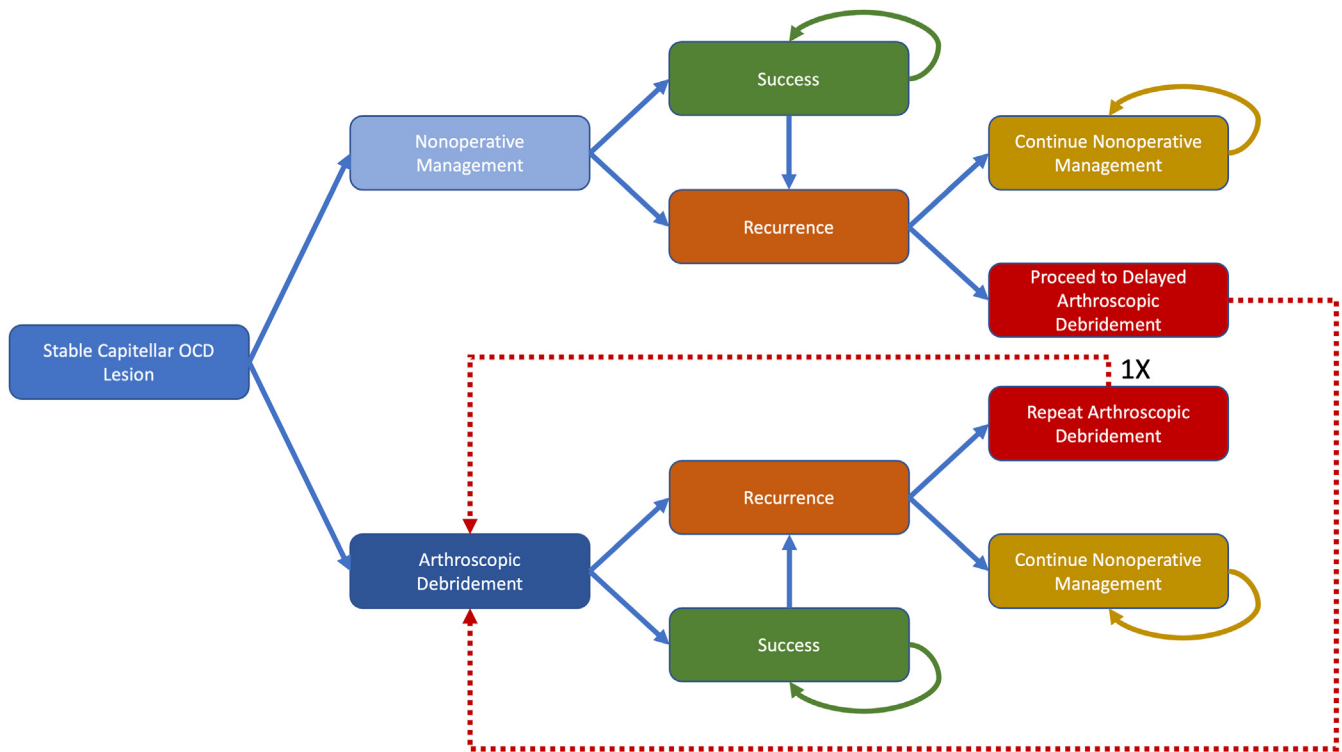 Success
Nonoperative
Management
Continue Nonoperative
Management
Recurrence
Proceed to Delayed
Arthroscopic
Debridement
Stable Capitellar OCD
Lesion
1X
Repeat Arthroscopic
Debridement
Recurrence
Arthroscopic
Debridement
Continue Nonoperative
Management
Success